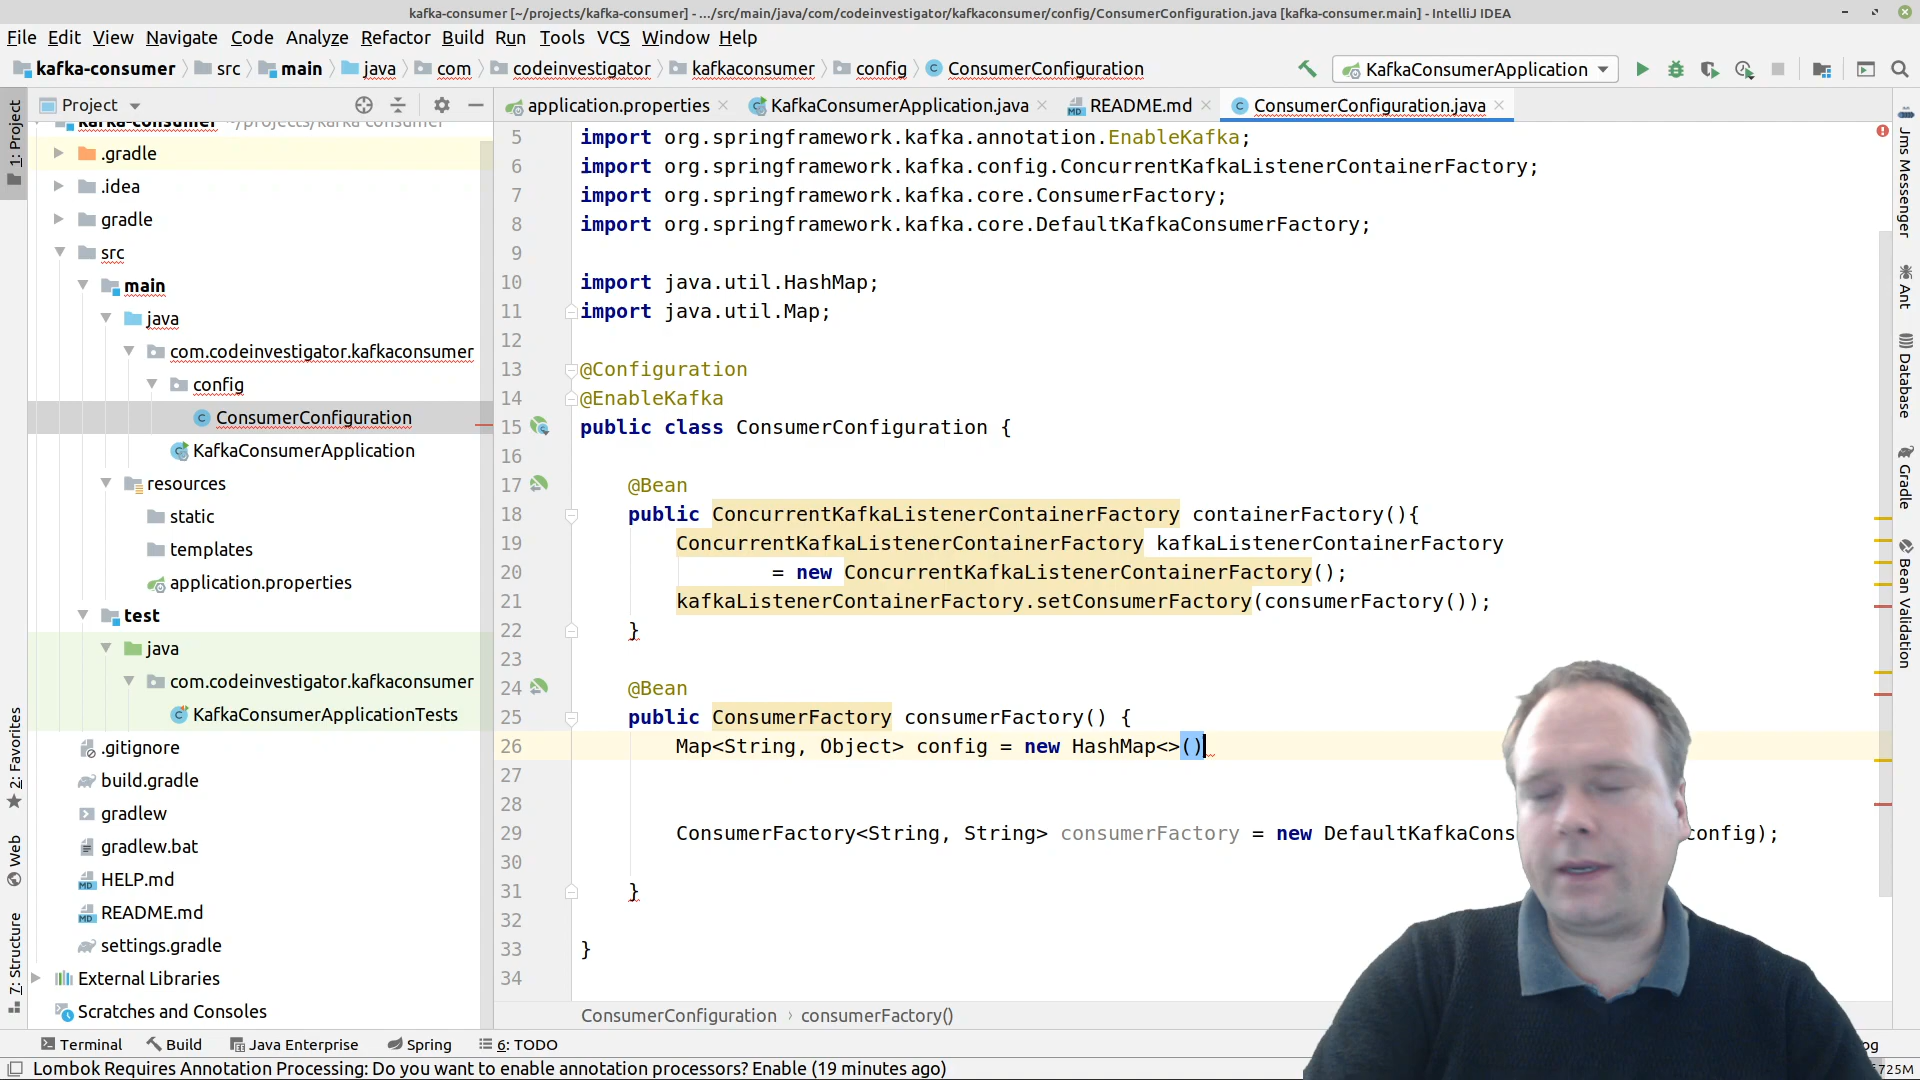 kafka-consumer [~/projects/kafka-consumer] - .../src/main/java/com/codeinvestigator/kafkaconsumer/config/ConsumerConfiguration.java [kafka-consumer.main] - IntelliJ IDEA
File Edit View Navigate Code Analyze Refactor Build Run Tools VCS Window Help
kafka-consumer src main java com codeinvestigator kafkaconsumer config ConsumerConfiguration KafkaConsumerApplication
Project
application.properties KafkaConsumerApplication.java README.md ConsumerConfiguration.java
kafka-consumer ~/projects/kafka-consumer
.gradle
.idea
gradle
src
main
java
com.codeinvestigator.kafkaconsumer
config
ConsumerConfiguration
KafkaConsumerApplication
resources
static
templates
application.properties
test
java
com.codeinvestigator.kafkaconsumer
KafkaConsumerApplicationTests
.gitignore
build.gradle
gradlew
gradlew.bat
HELP.md
README.md
settings.gradle
External Libraries
Scratches and Consoles
1: Project
2: Favorites
Web
7: Structure
5 import org.springframework.kafka.annotation.EnableKafka;
6 import org.springframework.kafka.config.ConcurrentKafkaListenerContainerFactory;
7 import org.springframework.kafka.core.ConsumerFactory;
8 import org.springframework.kafka.core.DefaultKafkaConsumerFactory;
9
10 import java.util.HashMap;
11 import java.util.Map;
12
13 @Configuration
14 @EnableKafka
15 public class ConsumerConfiguration {
16
17 @Bean
18 public ConcurrentKafkaListenerContainerFactory containerFactory(){
19 ConcurrentKafkaListenerContainerFactory kafkaListenerContainerFactory
20 = new ConcurrentKafkaListenerContainerFactory();
21 kafkaListenerContainerFactory.setConsumerFactory(consumerFactory());
22 }
23
24 @Bean
25 public ConsumerFactory consumerFactory() {
26 Map<String, Object> config = new HashMap<>()
27
28
29 ConsumerFactory<String, String> consumerFactory = new DefaultKafkaCons config);
30
31 }
32
33 }
34
ConsumerConfiguration › consumerFactory()
Jms Messenger
Ant
Database
Gradle
Bean Validation
Terminal Build Java Enterprise Spring 6: TODO
Lombok Requires Annotation Processing: Do you want to enable annotation processors? Enable (19 minutes ago)